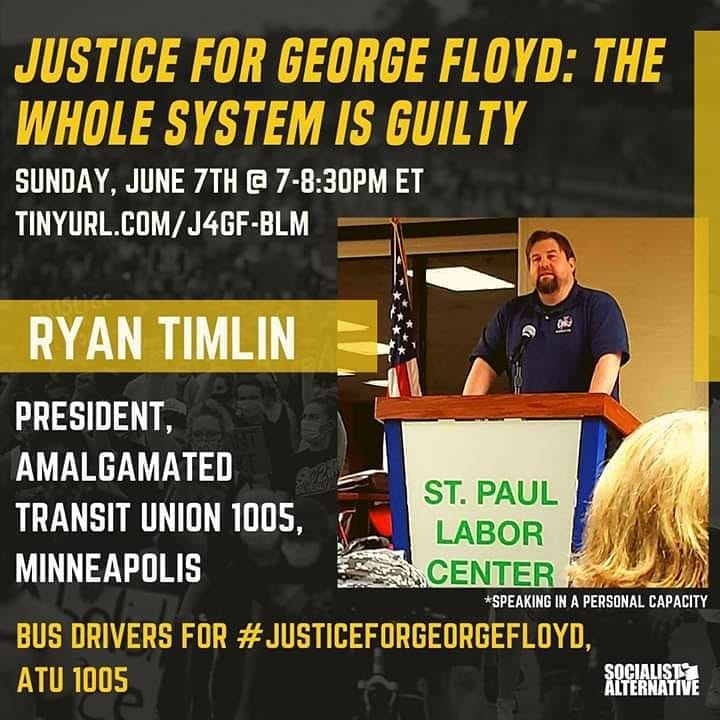 JUSTICE FOR GEORGE FLOYD: THE
WHOLE SYSTEM IS GUILTY
SUNDAY, JUNE 7TH @ 7-8:30PM ET
TINYURL.COM/J4GF-BLM
RYAN TIMLIN
PRESIDENT,
AMALGAMATED
TRANSIT UNION 1005,
MINNEAPOLIS
ST. PAUL
LABOR
CENTER
*SPEAKING IN A PERSONAL CAPACITY
BUS DRIVERS FOR #JUSTICEFORGEORGEFLOYD,
ATU 1005
SOCIALIST
ALTERNATIVE